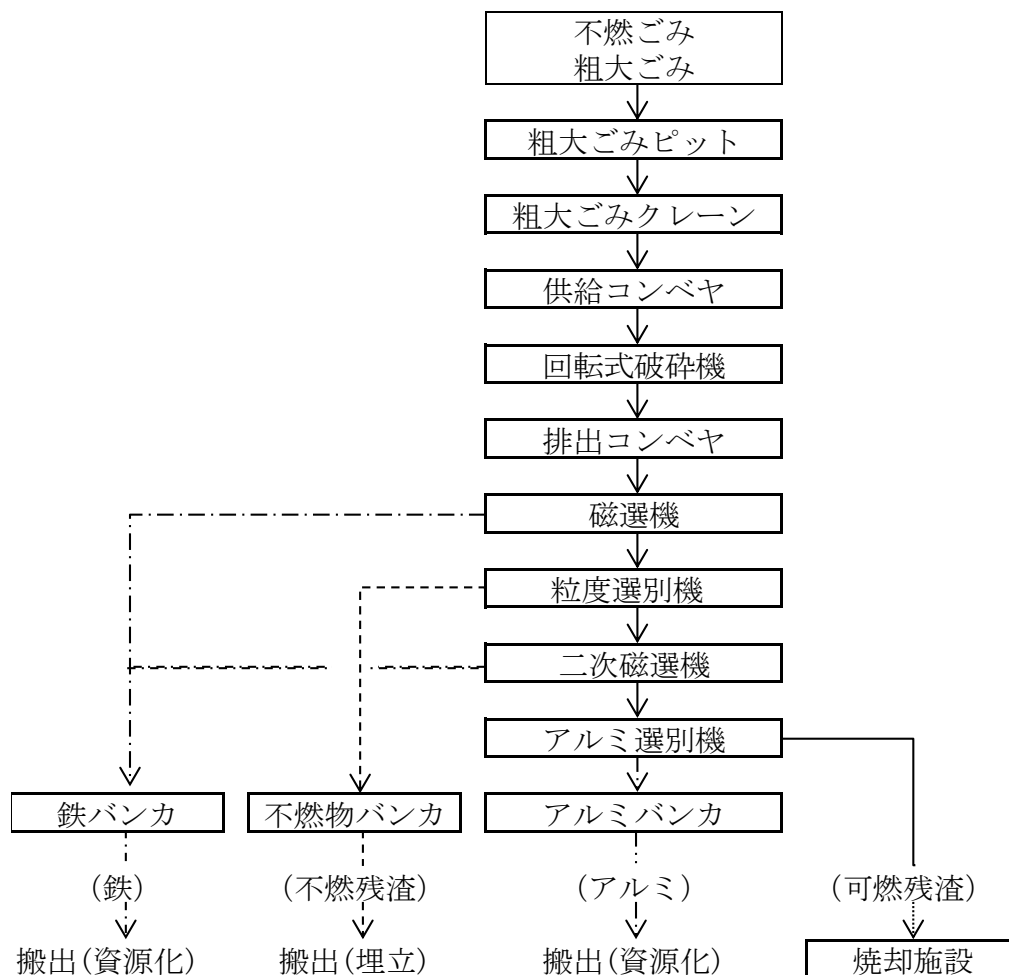 不燃ごみ
粗大ごみ
粗大ごみピット
粗大ごみクレーン
供給コンベヤ
回転式破砕機
排出コンベヤ
磁選機
粒度選別機
二次磁選機
アルミ選別機
鉄バンカ
不燃物バンカ
アルミバンカ
(鉄)
(不燃残渣)
(アルミ)
(可燃残渣)
搬出(資源化)
搬出(埋立)
搬出(資源化)
焼却施設